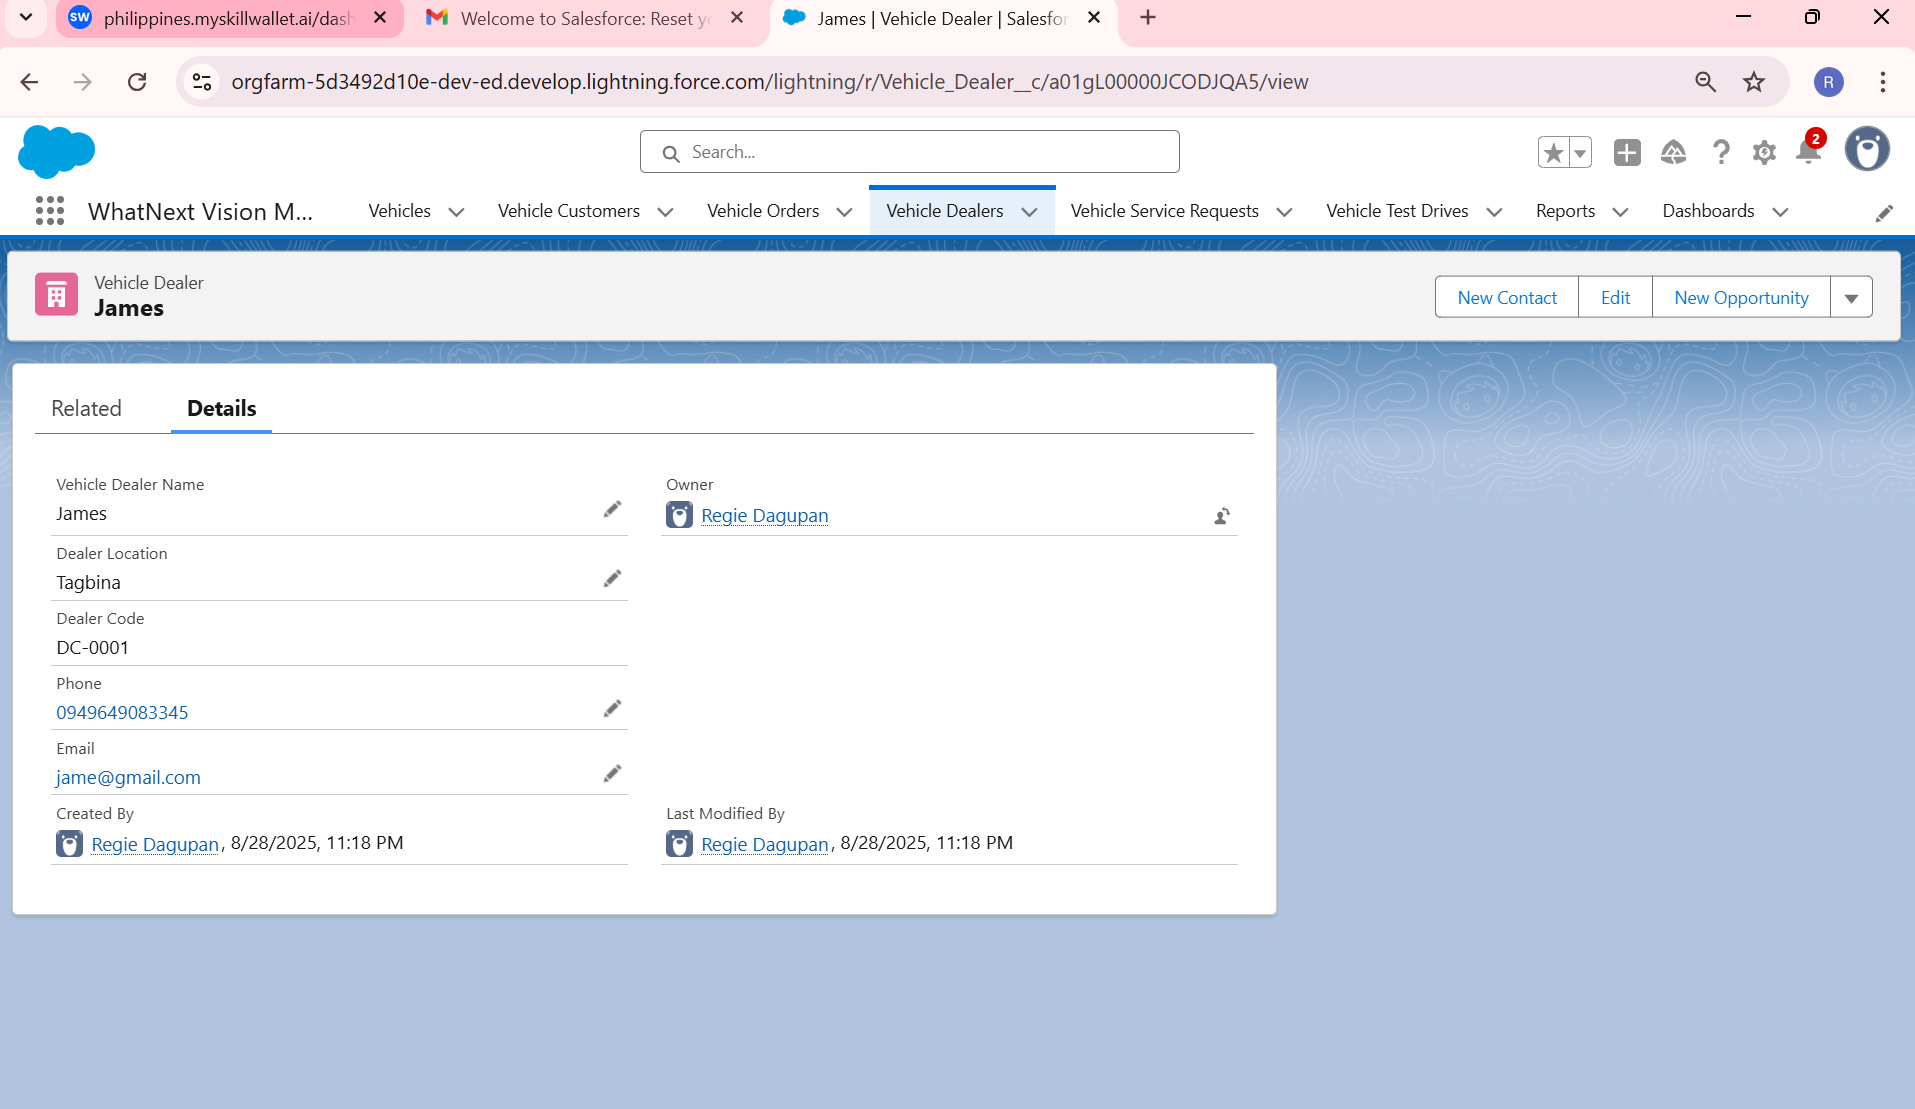 SW philippines.myskillwallet.ai/dash
Welcome to Salesforce: Reset yo
James | Vehicle Dealer | Salesfor
orgfarm-5d3492d10e-dev-ed.develop.lightning.force.com/lightning/r/Vehicle_Dealer__c/a01gL00000JCODJQA5/view
R
Search...
2
WhatNext Vision M...
Vehicles
Vehicle Customers
Vehicle Orders
Vehicle Dealers
Vehicle Service Requests
Vehicle Test Drives
Reports
Dashboards
Vehicle Dealer
James
New Contact
Edit
New Opportunity
Related
Details
Vehicle Dealer Name
James
Owner
Regie Dagupan
Dealer Location
Tagbina
Dealer Code
DC-0001
Phone
0949649083345
Email
jame@gmail.com
Created By
Regie Dagupan, 8/28/2025, 11:18 PM
Last Modified By
Regie Dagupan, 8/28/2025, 11:18 PM